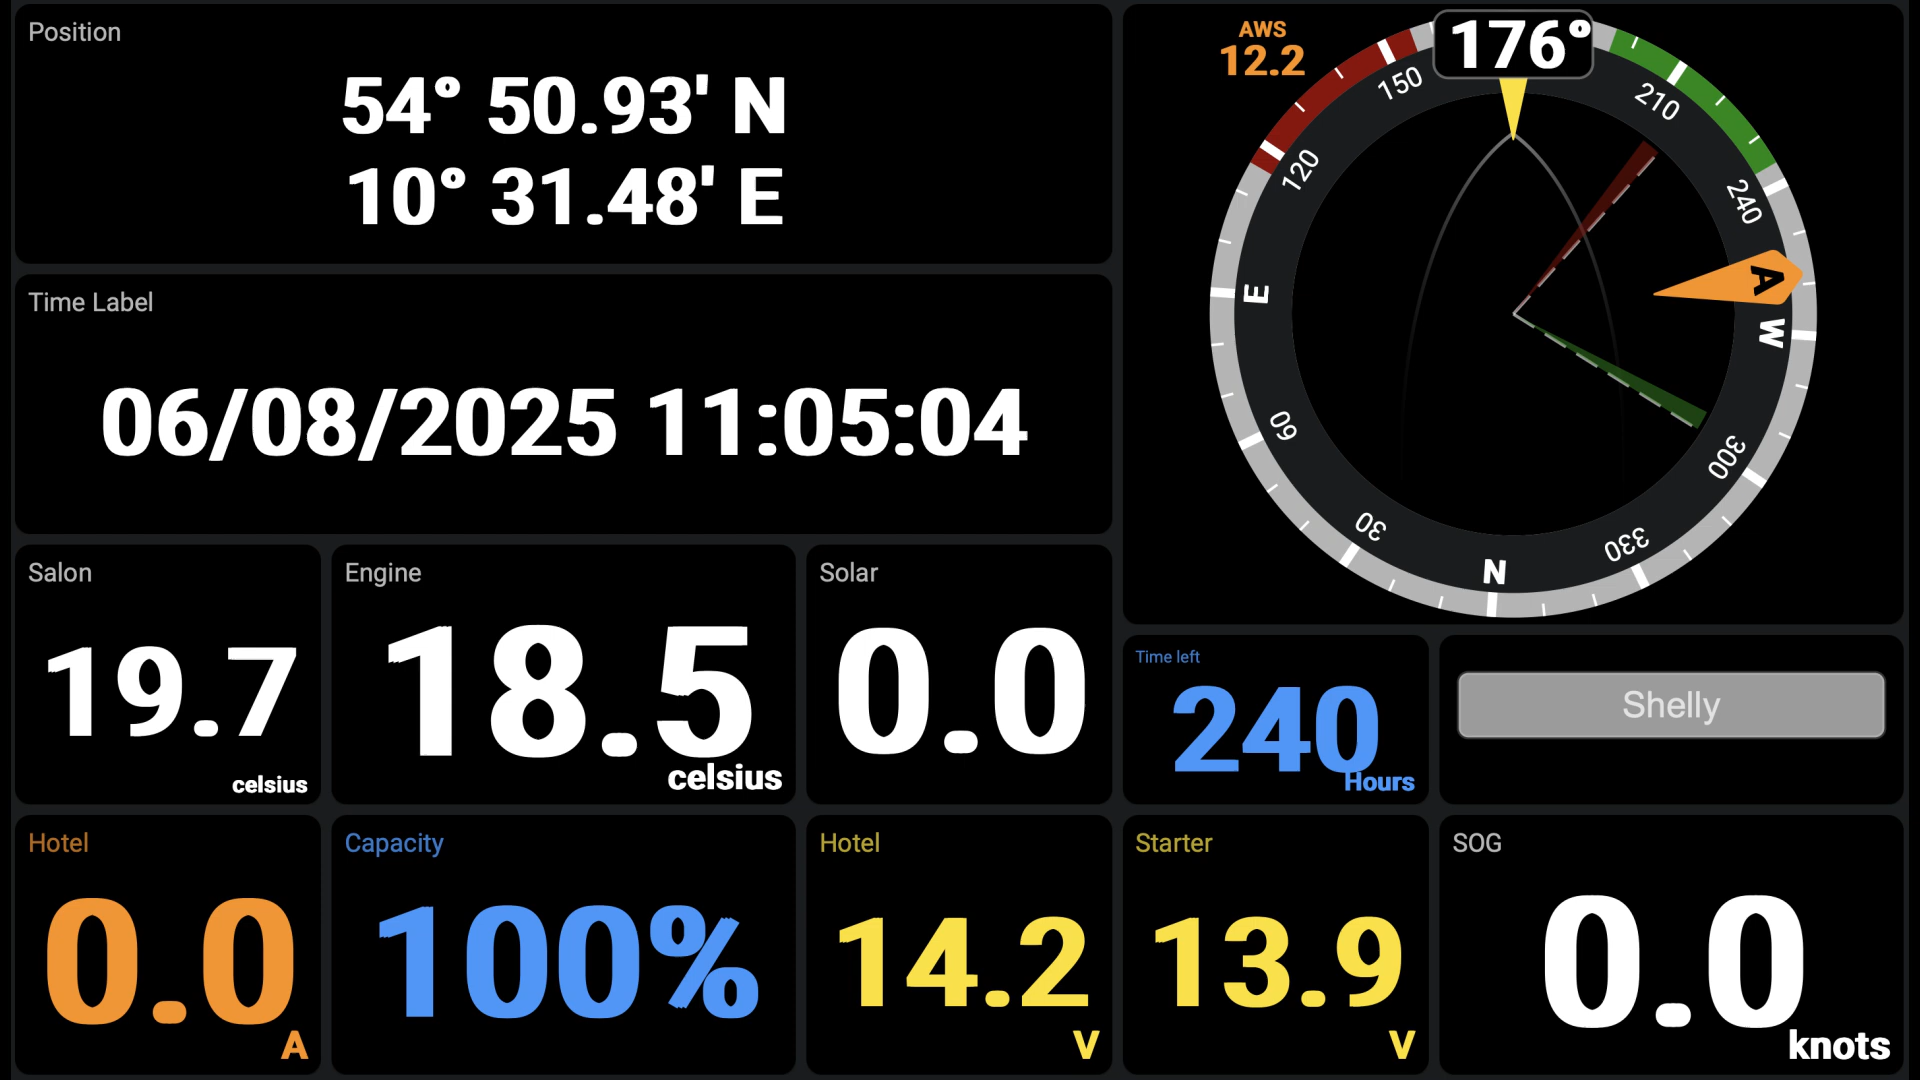 Position
54° 50.93' N
10° 31.48' E
Time Label
06/08/2025 11:05:04
AWS
12.2
176°
150
210
120
240
E
A
W
60
300
30
330
N
Salon
19.7
celsius
Engine
18.5
celsius
Solar
0.0
Time left
240
Hours
Shelly
Hotel
0.0
A
Capacity
100%
Hotel
14.2
V
Starter
13.9
V
SOG
0.0
knots